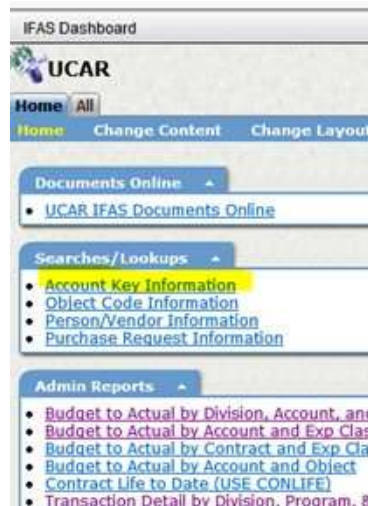 IFAS Dashboard
UCAR
Home All
Home Change Content Change Layout
Documents Online
UCAR IFAS Documents Online
Searches/Lookups
Account Key Information
Object Code Information
Person/Vendor Information
Purchase Request Information
Admin Reports
Budget to Actual by Division, Account, and
Budget to Actual by Account and Exp Clas
Budget to Actual by Contract and Exp Cla
Budget to Actual by Account and Object
Contract Life to Date (USE CONLIFE)
Transaction Detail by Division, Program, &